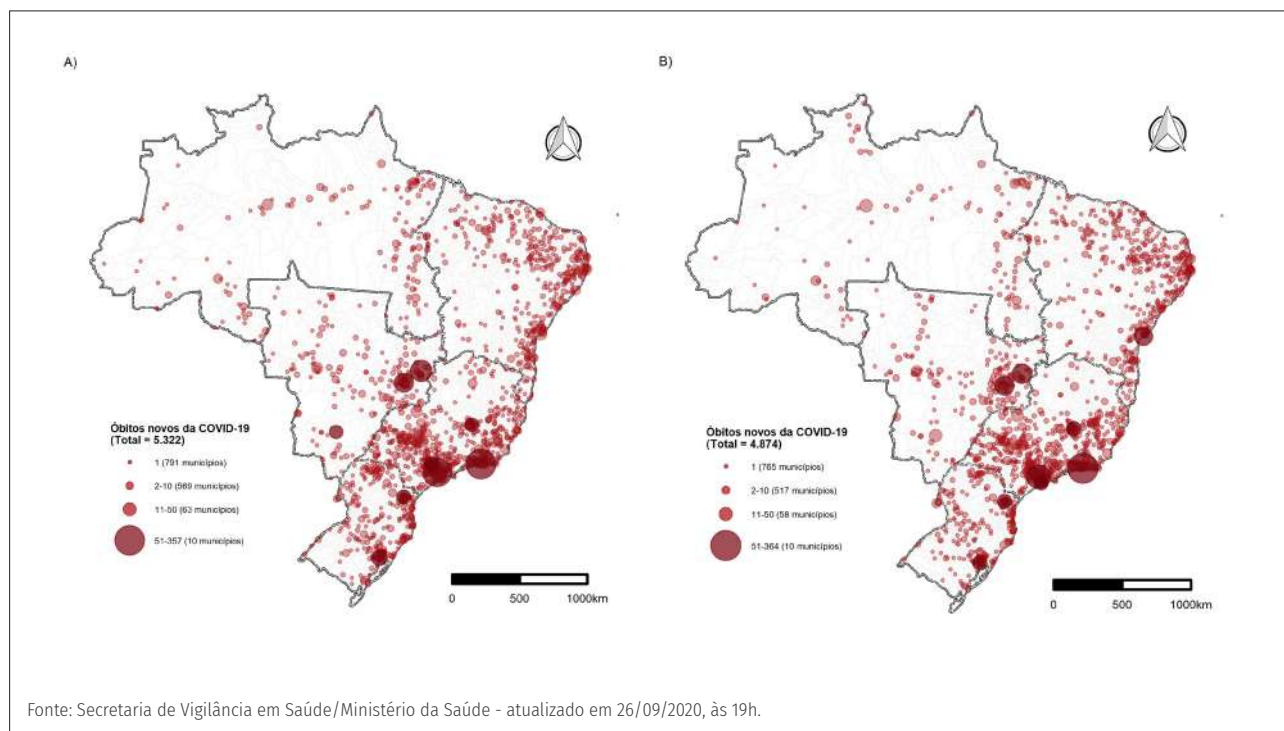 A)
Óbitos novos da COVID-19
(Total = 5.322)
1 (791 municípios)
2-10 (569 municípios)
11-50 (63 municípios)
51-357 (10 municípios)
0 500 1000km
B)
Óbitos novos da COVID-19
(Total = 4.874)
1 (765 municípios)
2-10 (517 municípios)
11-50 (58 municípios)
51-364 (10 municípios)
0 500 1000km
Fonte: Secretaria de Vigilância em Saúde/Ministério da Saúde - atualizado em 26/09/2020, às 19h.